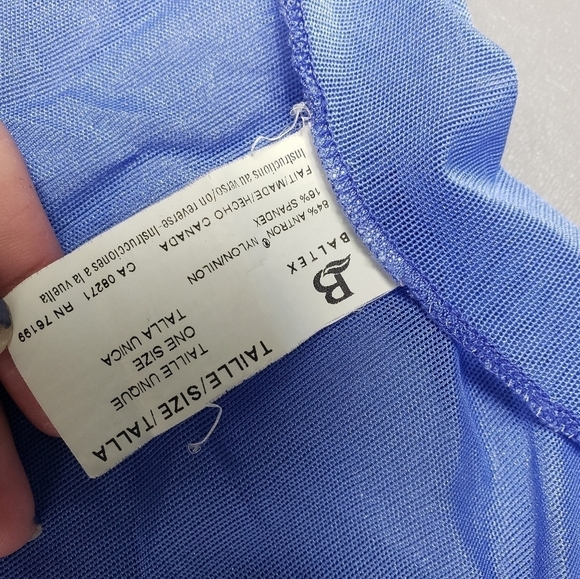 B
BALTEX
84% ANTRON® NYLON/NILON
16% SPANDEX
FAIT/MADE/HECHO CANADA
Instructions au verso/on reverse-Instrucciones a la vuelta
CA 08271 RN 76199
TAILLE/SIZE/TALLA
TAILLE UNIQUE
ONE SIZE
TALLA UNICA